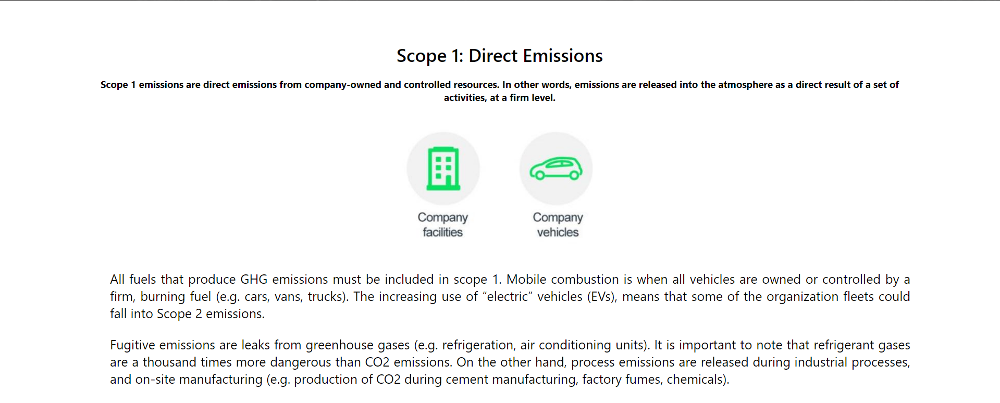 Scope 1: Direct Emissions
Scope 1 emissions are direct emissions from company-owned and controlled resources. In other words, emissions are released into the atmosphere as a direct result of a set of
activities, at a firm level.
Company
facilities
Company
vehicles
All fuels that produce GHG emissions must be included in scope 1. Mobile combustion is when all vehicles are owned or controlled by a
firm, burning fuel (e.g. cars, vans, trucks). The increasing use of “electric” vehicles (EVs), means that some of the organization fleets could
fall into Scope 2 emissions.
Fugitive emissions are leaks from greenhouse gases (e.g. refrigeration, air conditioning units). It is important to note that refrigerant gases
are a thousand times more dangerous than CO2 emissions. On the other hand, process emissions are released during industrial processes,
and on-site manufacturing (e.g. production of CO2 during cement manufacturing, factory fumes, chemicals).